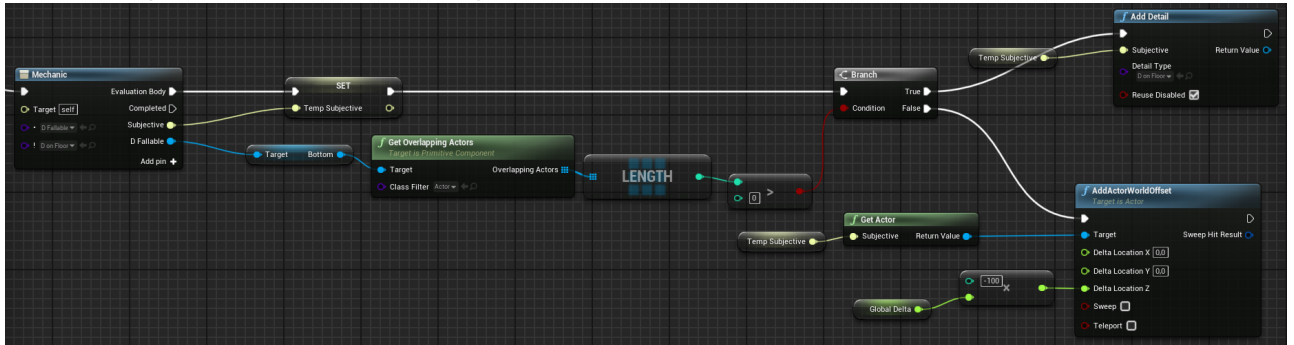 Mechanic
Evaluation Body
Target self
Completed
Subjective
- D Fallable
D Fallable
! D on Floor
Add pin +
SET
Temp Subjective
Target Bottom
Get Overlapping Actors
Target is Primitive Component
Target Overlapping Actors
Class Filter Actor
LENGTH
0 >
Branch
True
Condition False
Temp Subjective
Add Detail
Subjective Return Value
Detail Type
D on Floor
Reuse Disabled
Temp Subjective
Get Actor
Subjective Return Value
Global Delta
-100 x
AddActorWorldOffset
Target is Actor
Target Sweep Hit Result
Delta Location X 0,0
Delta Location Y 0,0
Delta Location Z
Sweep
Teleport